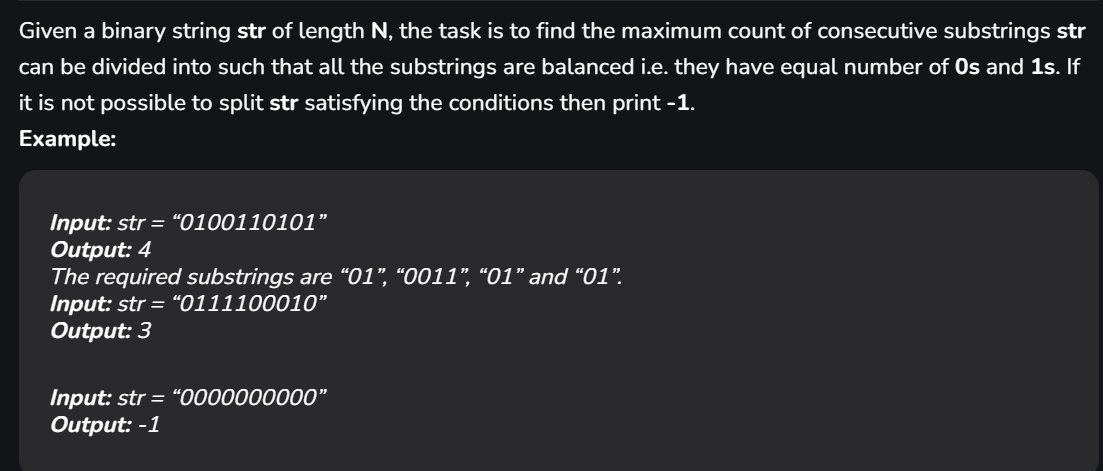 Given a binary string str of length N, the task is to find the maximum count of consecutive substrings str
can be divided into such that all the substrings are balanced i.e. they have equal number of 0s and 1s. If
it is not possible to split str satisfying the conditions then print -1.
Example:
Input: str = “0100110101”
Output: 4
The required substrings are “01”, “0011”, “01” and “01”.
Input: str = “0111100010”
Output: 3
Input: str = “0000000000”
Output: -1